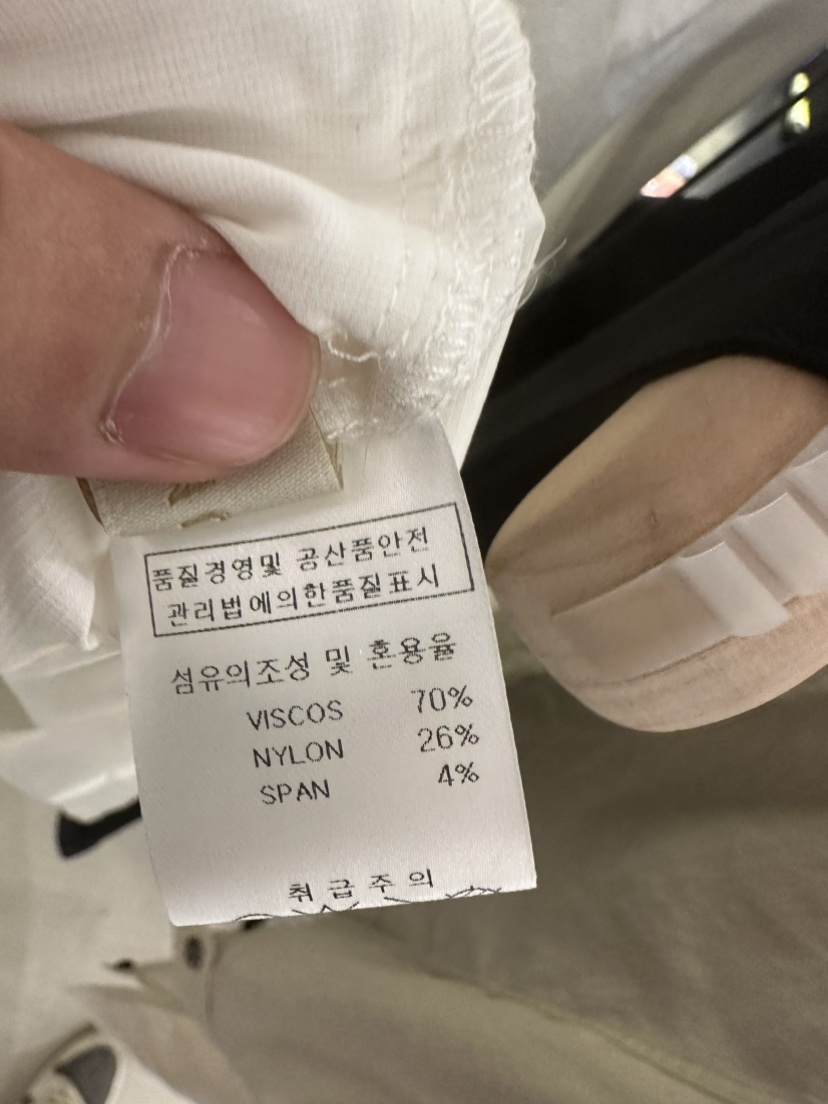 품질경영및 공산품안전
관리법에의한품질표시
섬유의조성 및 혼용율
VISCOS 70%
NYLON 26%
SPAN 4%
취급주의